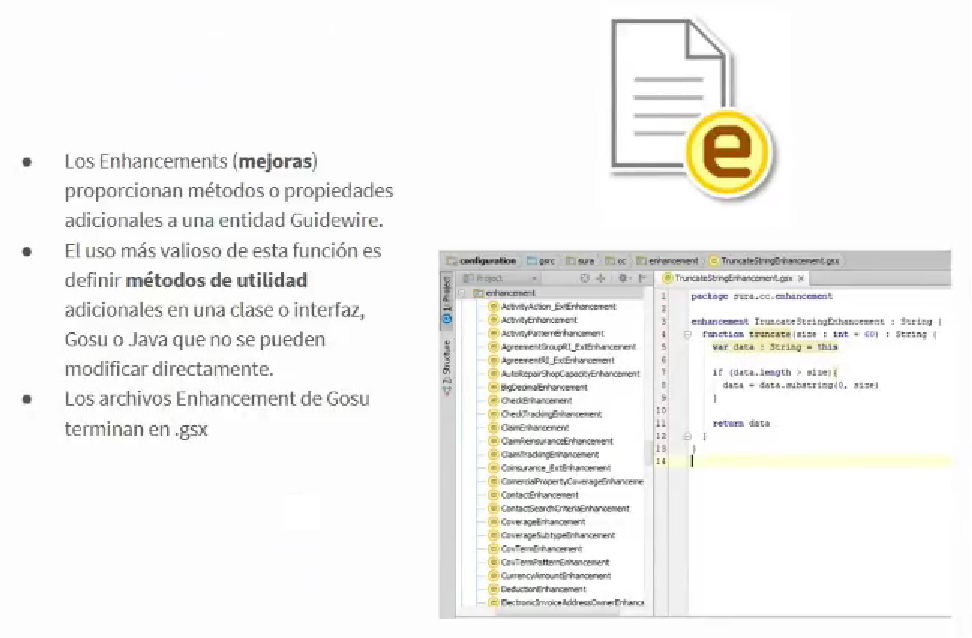 ● Los Enhancements (mejoras)
proporcionan métodos o propiedades
adicionales a una entidad Guidewire.
● El uso más valioso de esta función es
definir métodos de utilidad
adicionales en una clase o interfaz,
Gosu o Java que no se pueden
modificar directamente.
● Los archivos Enhancement de Gosu
terminan en .gsx
e
configuration gsrc sura cc enhancement TruncateStringEnhancement.gsx
Project
TruncateStringEnhancement.gsx ×
1: Project
2: Structure
enhancement
ActivityAction_ExtEnhancement
ActivityEnhancement
ActivityPatternEnhancement
AgreementGroupRI_ExtEnhancement
AgreementRI_ExtEnhancement
AutoRepairShopCapacityEnhancement
BigDecimalEnhancement
CheckEnhancement
CheckTrackingEnhancement
ClaimEnhancement
ClaimReinsuranceEnhancement
ClaimTrackingEnhancement
Coinsurance_ExtEnhancement
ComercialPropertyCoverageEnhanceme
ContactEnhancement
ContactSearchCriteriaEnhancement
CoverageEnhancement
CoverageSubtypeEnhancement
CovTermEnhancement
CovTermPatternEnhancement
CurrencyAmountEnhancement
DeductionEnhancement
ElectronicInvoiceAddressOwnerEnhance
1 package sura.cc.enhancement
2
3 enhancement TruncateStringEnhancement : String {
4 function truncate(size : int = 60) : String {
5 var data : String = this
6
7 if (data.length > size){
8 data = data.substring(0, size)
9 }
10
11 return data
12 }
13 }
14